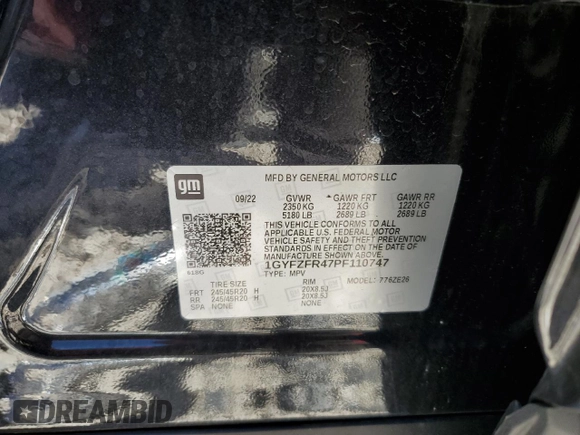 gm
MFD BY GENERAL MOTORS LLC
09/22 GVWR GAWR FRT GAWR RR
2350 KG 1220 KG 1220 KG
5180 LB 2689 LB 2689 LB
THIS VEHICLE CONFORMS TO ALL
APPLICABLE U.S. FEDERAL MOTOR
VEHICLE SAFETY AND THEFT PREVENTION
STANDARDS IN EFFECT ON THE DATE OF
MANUFACTURE SHOWN ABOVE.
1GYFZFR47PF110747
TYPE: MPV
TIRE SIZE RIM MODEL: 776ZE26
FRT 245/45R20 H 20X8.5J
RR 245/45R20 H 20X8.5J
SPA NONE NONE
DREAMBID